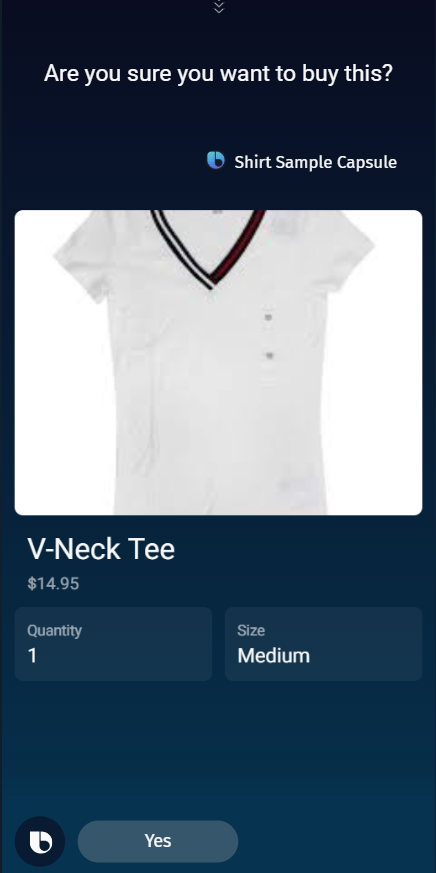 Are you sure you want to buy this?
Shirt Sample Capsule
V-Neck Tee
$14.95
Quantity
1
Size
Medium
Yes